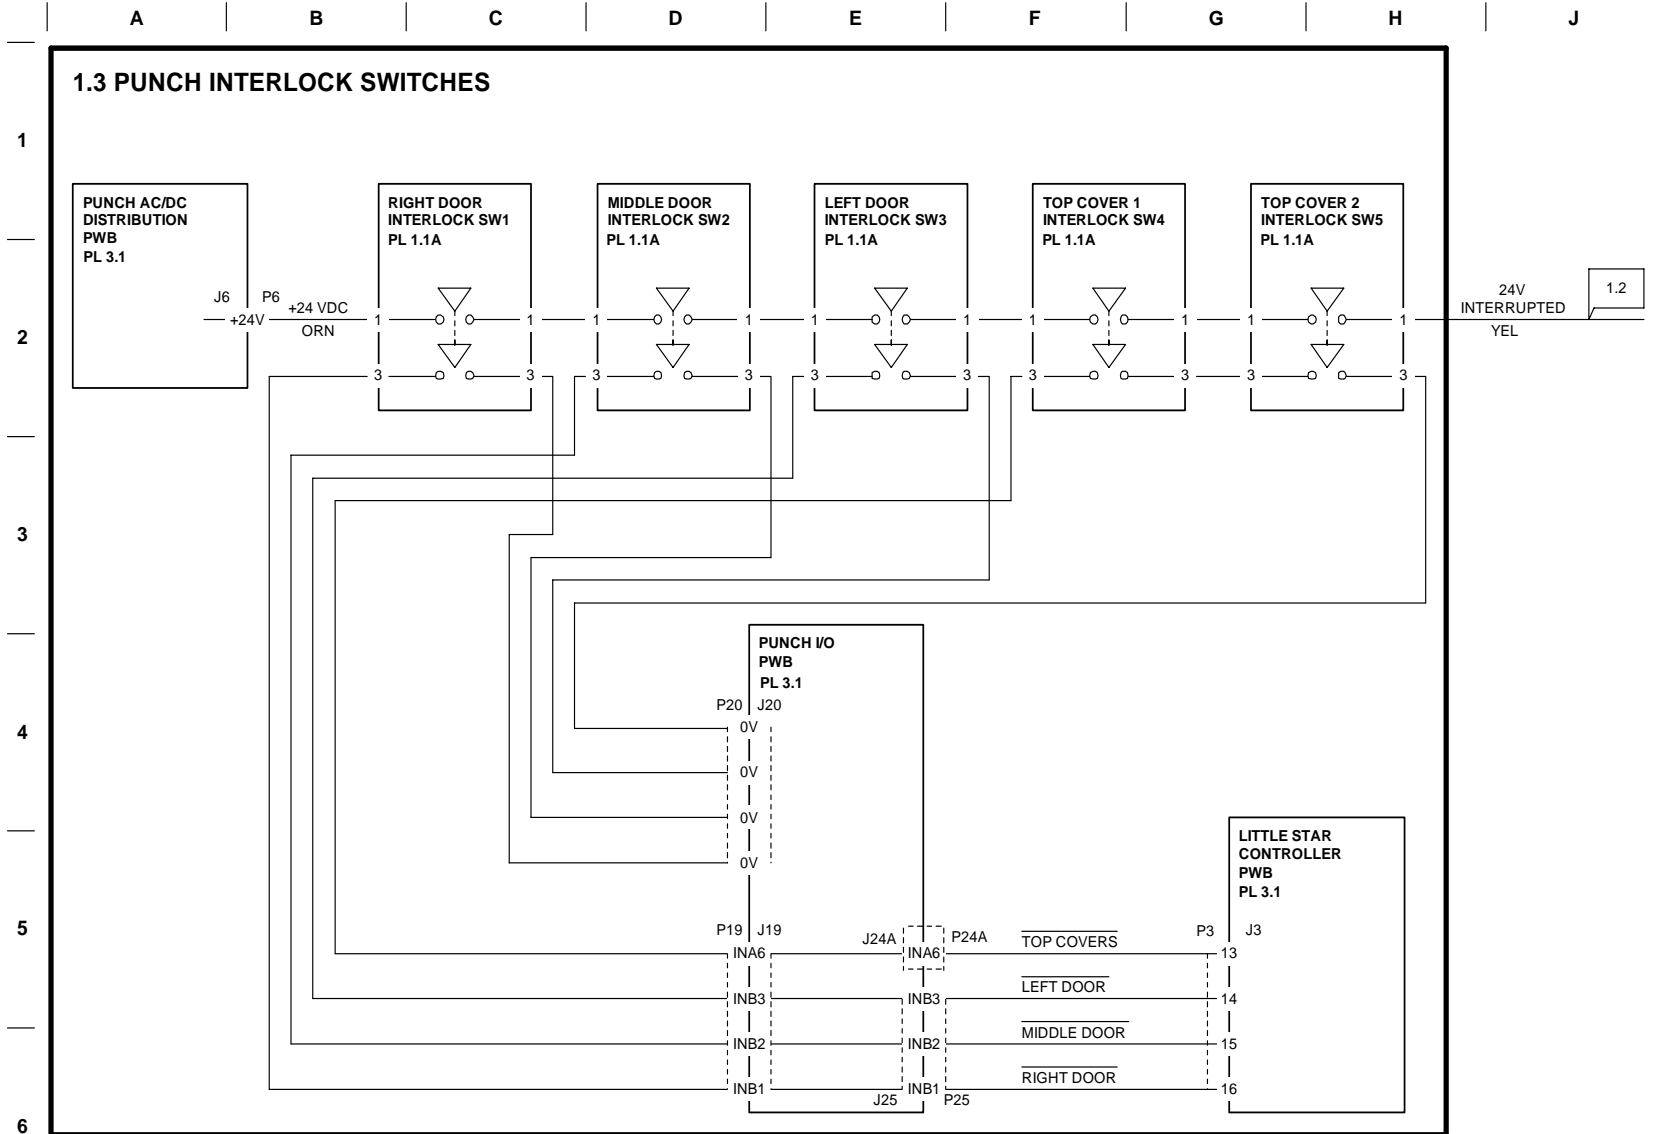 A B C D E F G H J
1.3 PUNCH INTERLOCK SWITCHES
1
PUNCH AC/DC
DISTRIBUTION
PWB
PL 3.1
RIGHT DOOR
INTERLOCK SW1
PL 1.1A
MIDDLE DOOR
INTERLOCK SW2
PL 1.1A
LEFT DOOR
INTERLOCK SW3
PL 1.1A
TOP COVER 1
INTERLOCK SW4
PL 1.1A
TOP COVER 2
INTERLOCK SW5
PL 1.1A
J6 P6
+24V
+24 VDC
ORN
1 1 1 1 1 1 1 1 1 1
24V
INTERRUPTED
YEL
1.2
2
3 3 3 3 3 3 3 3 3 3
3
PUNCH I/O
PWB
PL 3.1
P20 J20
4
0V
0V
0V
0V
LITTLE STAR
CONTROLLER
PWB
PL 3.1
5
P19 J19
J24A P24A
P3 J3
INA6 INA6 TOP COVERS 13
INB3 INB3 LEFT DOOR 14
INB2 INB2 MIDDLE DOOR 15
INB1 INB1 RIGHT DOOR 16
J25 P25
6